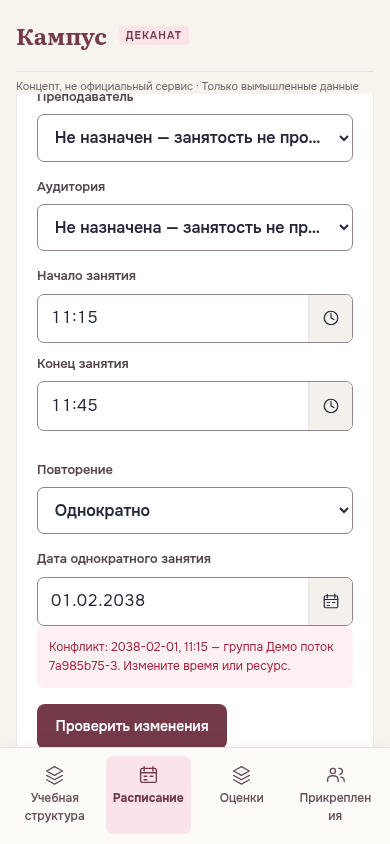 Кампус
ДЕКАНАТ
Концепт, не официальный сервис · Только вымышленные данные
Преподаватель
Не назначен — занятость не про...
Аудитория
Не назначена — занятость не пр...
Начало занятия
11:15
Конец занятия
11:45
Повторение
Однократно
Дата однократного занятия
01.02.2038
Конфликт: 2038-02-01, 11:15 — группа Демо поток
7a985b75-3. Измените время или ресурс.
Проверить изменения
Учебная
структура
Расписание
Оценки
Прикреплен
ия